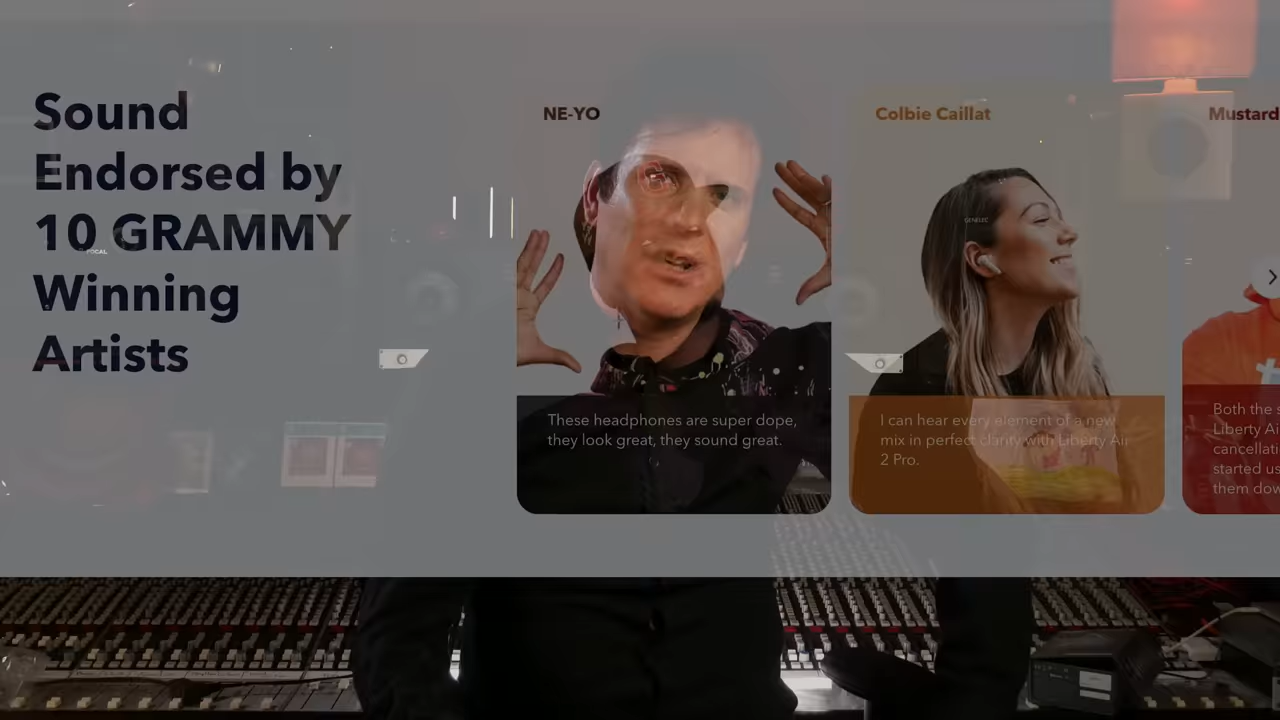 Sound
Endorsed by
10 GRAMMY
Winning
Artists
FOCAL
NE-YO
These headphones are super dope,
they look great, they sound great.
Colbie Caillat
GENELEC
I can hear every element of a new
mix in perfect clarity with Liberty Air
2 Pro.
Mustard
Both the s
Liberty Ai
cancellati
started us
them dow